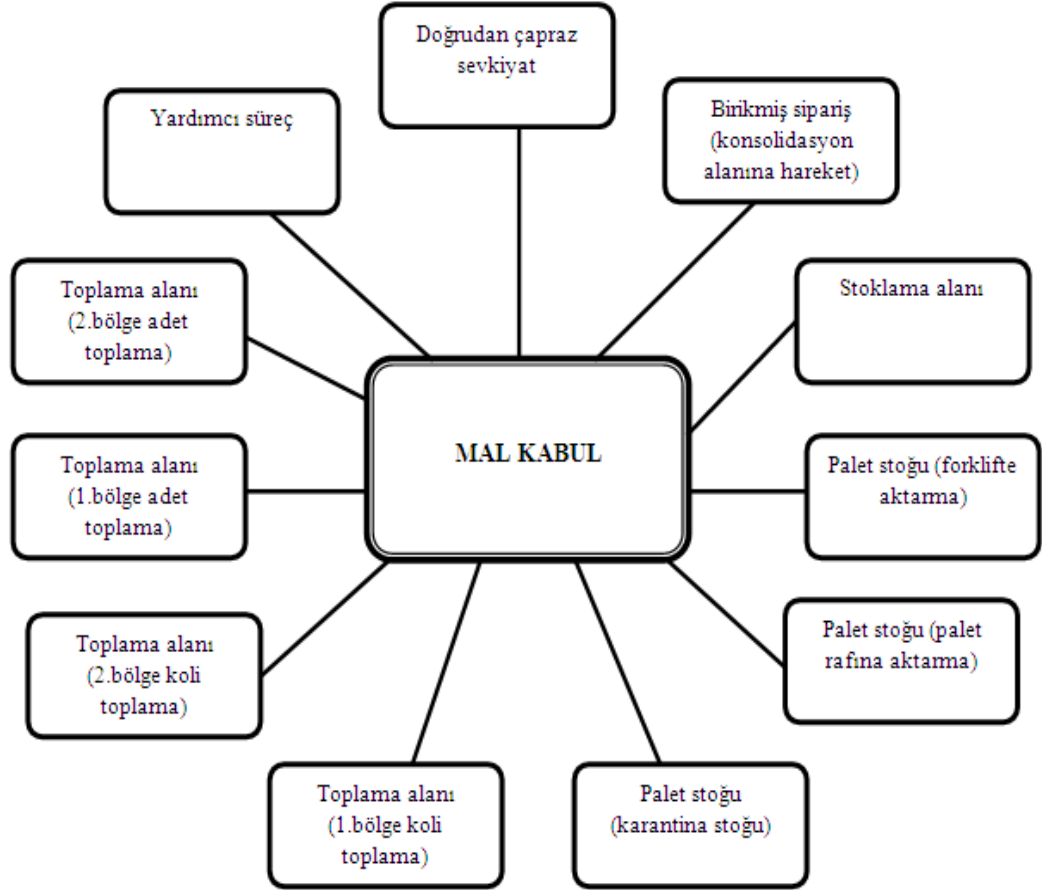 Doğrudan çapraz
sevkiyat
Yardımcı süreç
Birikmiş sipariş
(konsolidasyon
alanına hareket)
Toplama alanı
(2.bölge adet
toplama)
Stoklama alanı
MAL KABUL
Toplama alanı
(1.bölge adet
toplama)
Palet stoğu (forklifte
aktarma)
Toplama alanı
(2.bölge koli
toplama)
Palet stoğu (palet
rafına aktarma)
Toplama alanı
(1.bölge koli
toplama)
Palet stoğu
(karantina stoğu)